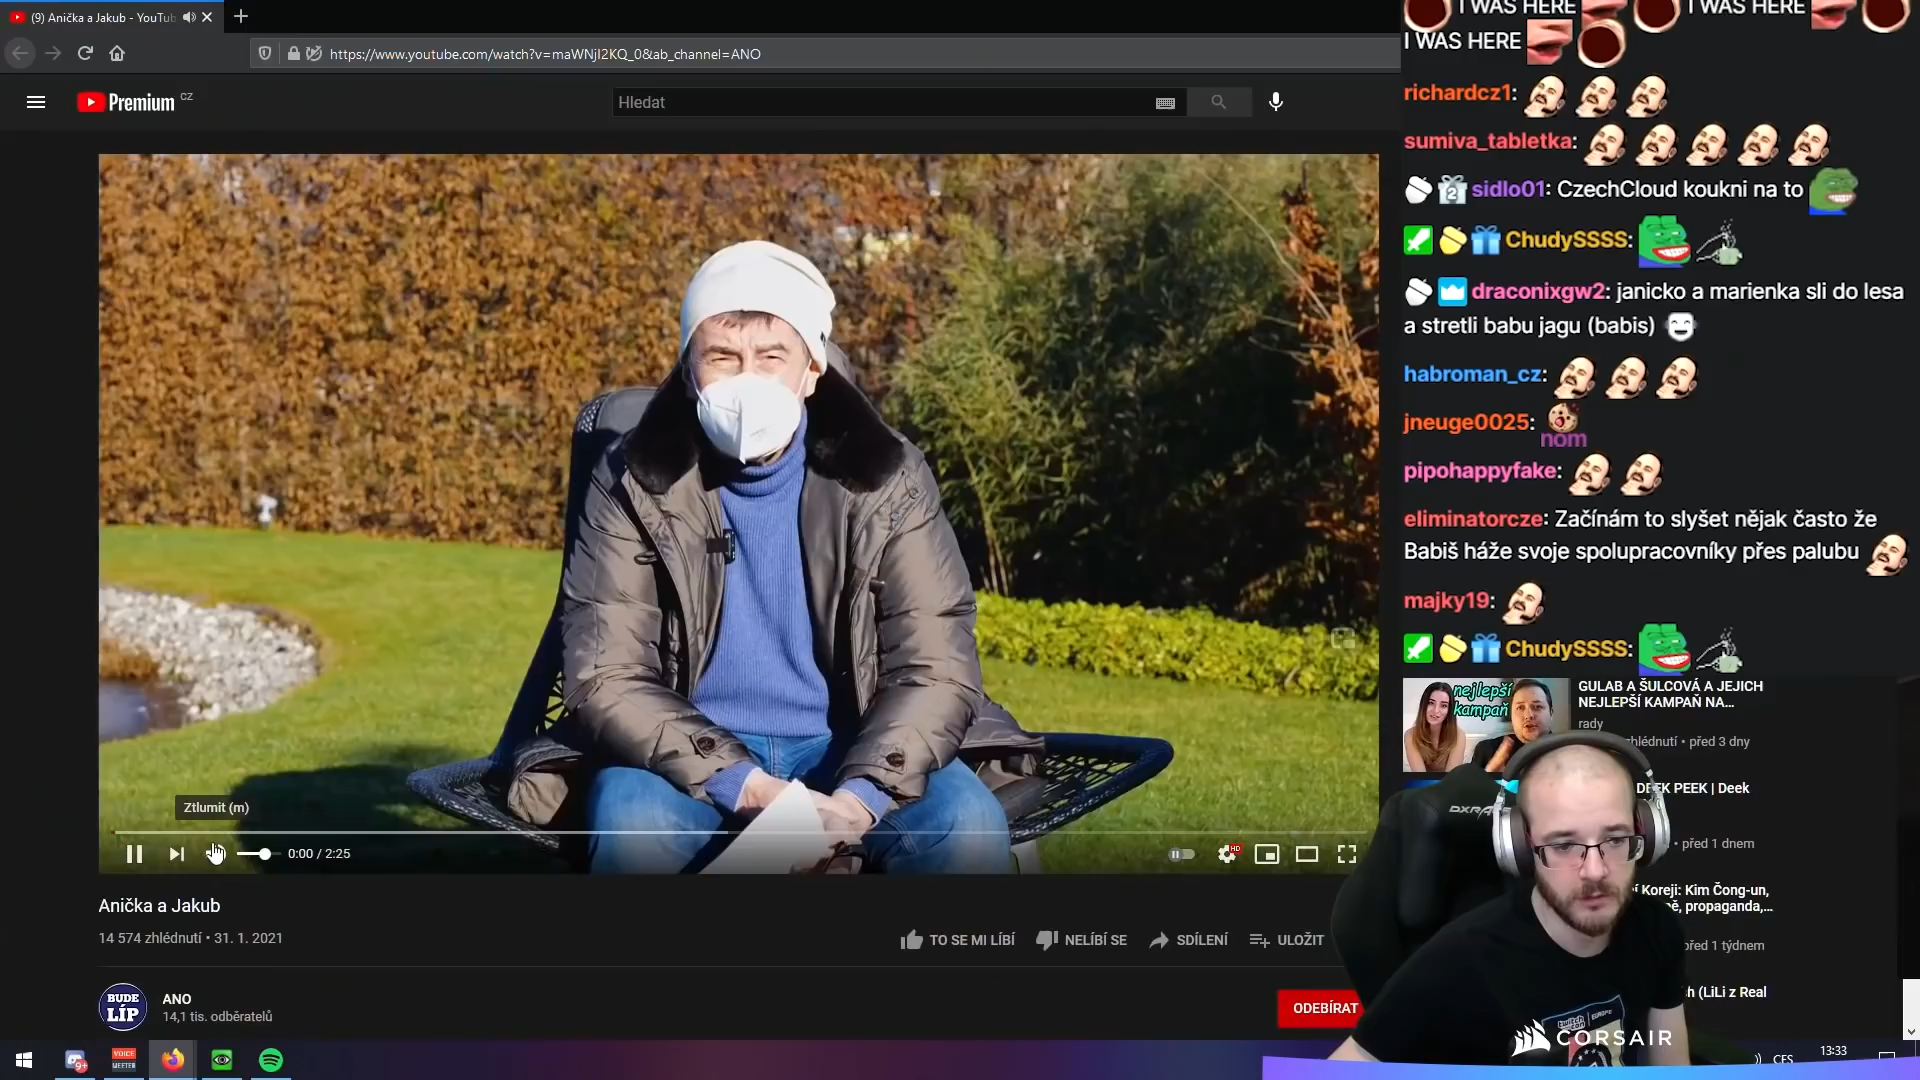 (9) Anička a Jakub - YouTub
https://www.youtube.com/watch?v=maWNjI2KQ_0&ab_channel=ANO
Premium CZ
Hledat
Ztlumit (m)
0:00 / 2:25
HD
Anička a Jakub
14 574 zhlédnutí • 31. 1. 2021
TO SE MI LÍBÍ
NELÍBÍ SE
SDÍLENÍ
ULOŽIT
BUDE
LÍP
ANO
14,1 tis. odběratelů
ODEBÍRAT
I WAS HERE I WAS HERE
I WAS HERE
richardcz1:
sumiva_tabletka:
2 sidlo01: CzechCloud koukni na to
ChudySSSS:
draconixgw2: janicko a marienka sli do lesa
a stretli babu jagu (babis)
habroman_cz:
jneuge0025: nom
pipohappyfake:
eliminatorcze: Začínám to slyšet nějak často že
Babiš háže svoje spolupracovníky přes palubu
majky19:
ChudySSSS:
nejlepší
kampaň
GULAB A ŠULCOVÁ A JEJICH
NEJLEPŠÍ KAMPAŇ NA...
rady
zhlédnutí • před 3 dny
PEEK | Deek
• před 1 dnem
Koreji: Kim Čong-un,
propaganda,...
před 1 týdnem
(LiLi z Real
CORSAIR
9+
VOICE
MEETER
CES
13:33